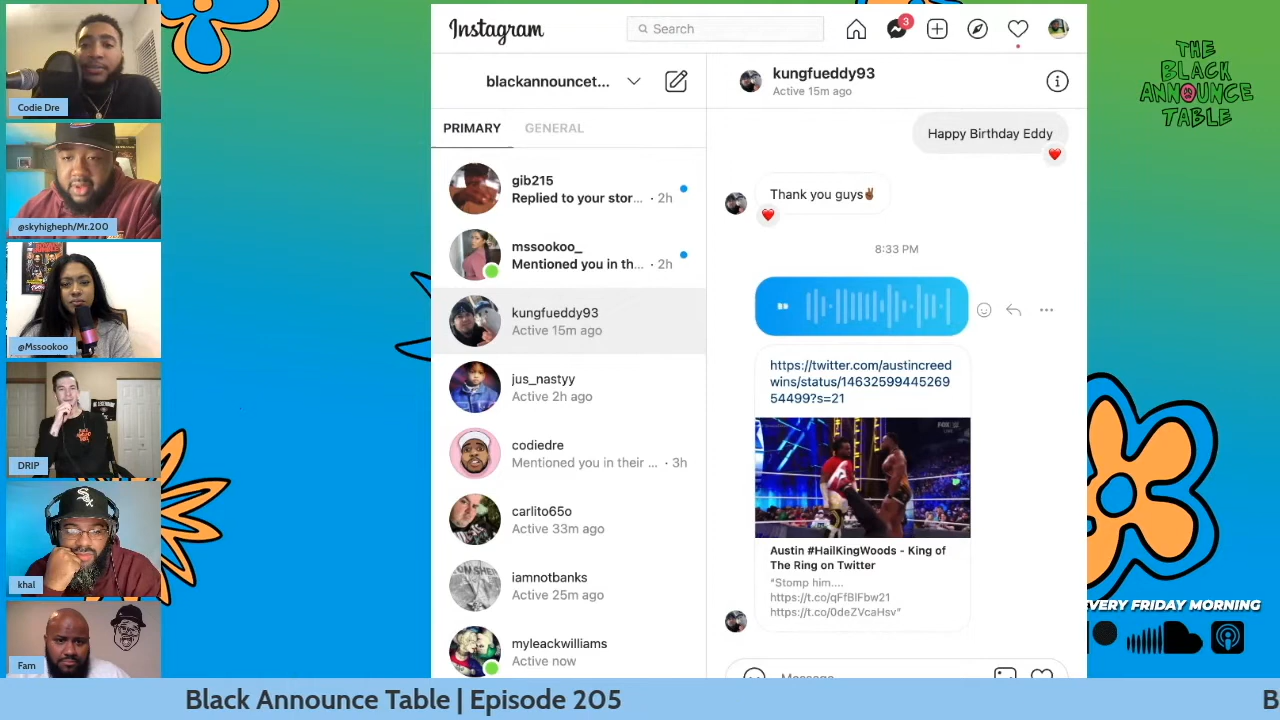 Codie Dre
@skyhigheph/Mr.200
@Mssookoo
DRIP
khal
Fam
Instagram
Search
3
blackannouncet...
PRIMARY
GENERAL
gib215
Replied to your stor... · 2h
mssookoo_
Mentioned you in th... · 2h
kungfueddy93
Active 15m ago
jus_nastyy
Active 2h ago
codiedre
Mentioned you in their ... · 3h
carlito65o
Active 33m ago
iamnotbanks
Active 25m ago
myleackwilliams
Active now
kungfueddy93
Active 15m ago
Happy Birthday Eddy
Thank you guys✌🏾
8:33 PM
https://twitter.com/austincreed
wins/status/14632599445269
54499?s=21
Austin #HailKingWoods - King of
The Ring on Twitter
"Stomp him....
https://t.co/qFfBlFbw21
https://t.co/0deZVcaHsv"
Message...
THE
BLACK
ANNOUNCE
TABLE
EVERY FRIDAY MORNING
Black Announce Table | Episode 205
B